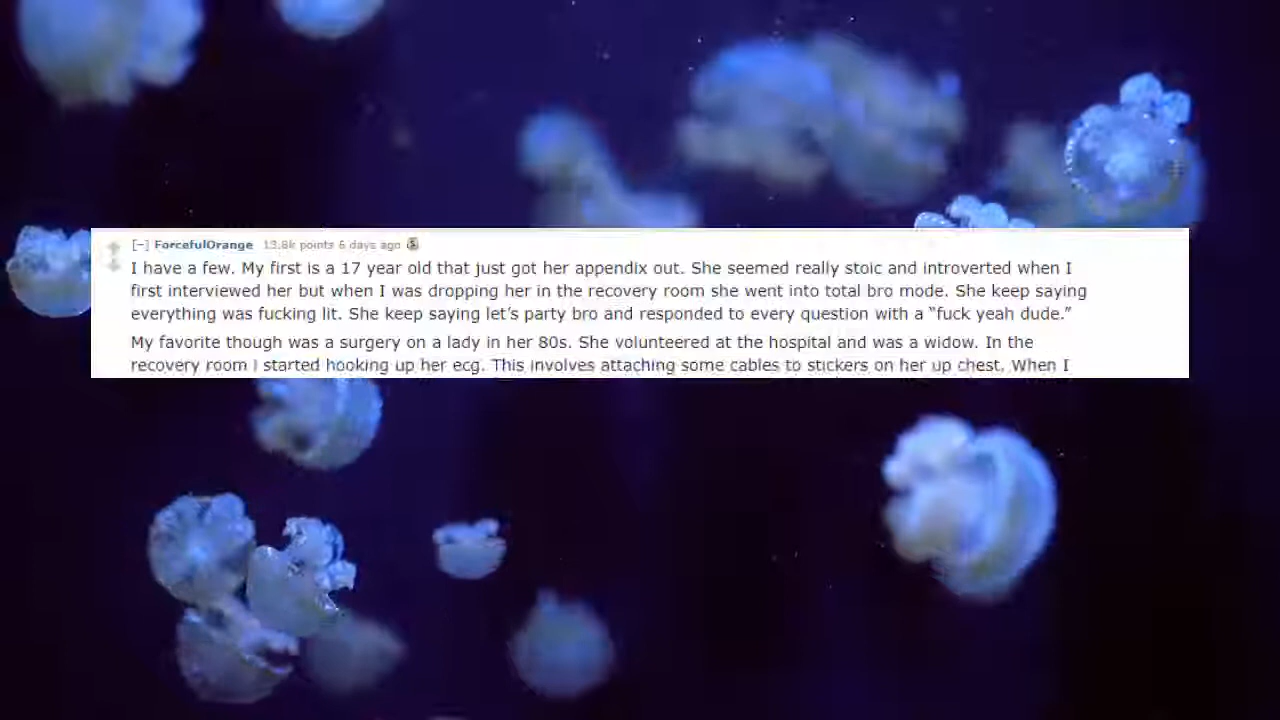 [–] ForcefulOrange 13.8k points 6 days ago
I have a few. My first is a 17 year old that just got her appendix out. She seemed really stoic and introverted when I
first interviewed her but when I was dropping her in the recovery room she went into total bro mode. She keep saying
everything was fucking lit. She keep saying let’s party bro and responded to every question with a “fuck yeah dude.”
My favorite though was a surgery on a lady in her 80s. She volunteered at the hospital and was a widow. In the
recovery room I started hooking up her ecg. This involves attaching some cables to stickers on her up chest. When I